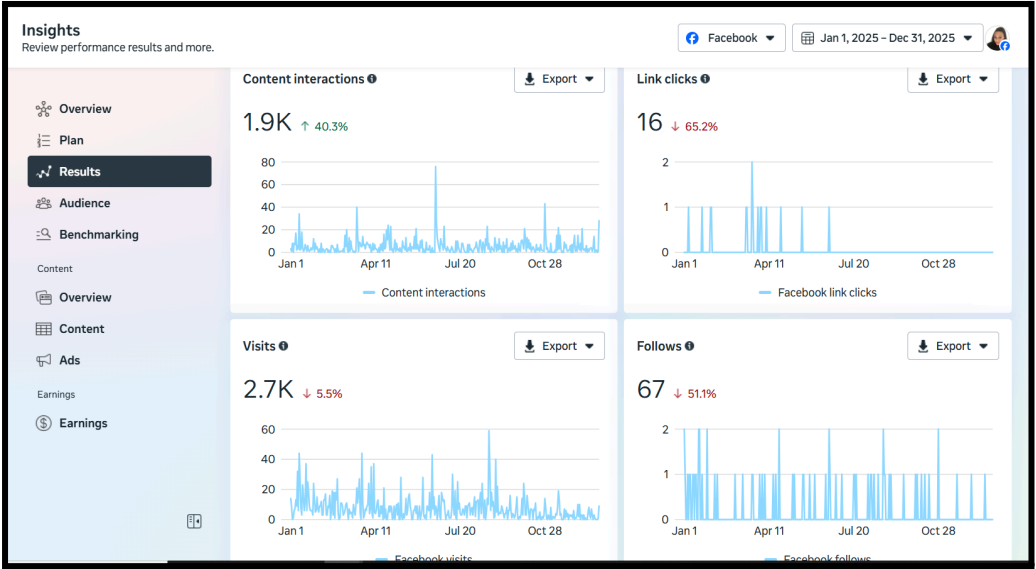 Insights
Review performance results and more.
Facebook
Jan 1, 2025 – Dec 31, 2025
Overview
Plan
Results
Audience
Benchmarking
Content
Overview
Content
Ads
Earnings
Earnings
Content interactions
Export
1.9K ↑ 40.3%
80
60
40
20
0
Jan 1 Apr 11 Jul 20 Oct 28
Content interactions
Link clicks
Export
16 ↓ 65.2%
2
1
0
Jan 1 Apr 11 Jul 20 Oct 28
Facebook link clicks
Visits
Export
2.7K ↓ 5.5%
60
40
20
0
Jan 1 Apr 11 Jul 20 Oct 28
Facebook visits
Follows
Export
67 ↓ 51.1%
2
1
0
Jan 1 Apr 11 Jul 20 Oct 28
Facebook follows